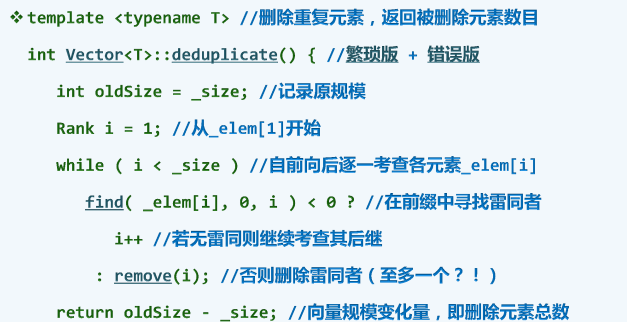 ❖template <typename T> //删除重复元素，返回被删除元素数目
int Vector<T>::deduplicate() { //繁琐版 + 错误版
int oldSize = _size; //记录原规模
Rank i = 1; //从_elem[1]开始
while ( i < _size ) //自前向后逐一考查各元素_elem[i]
find( _elem[i], 0, i ) < 0 ? //在前缀中寻找雷同者
i++ //若无雷同则继续考查其后继
: remove(i); //否则删除雷同者（至多一个？！）
return oldSize - _size; //向量规模变化量，即删除元素总数